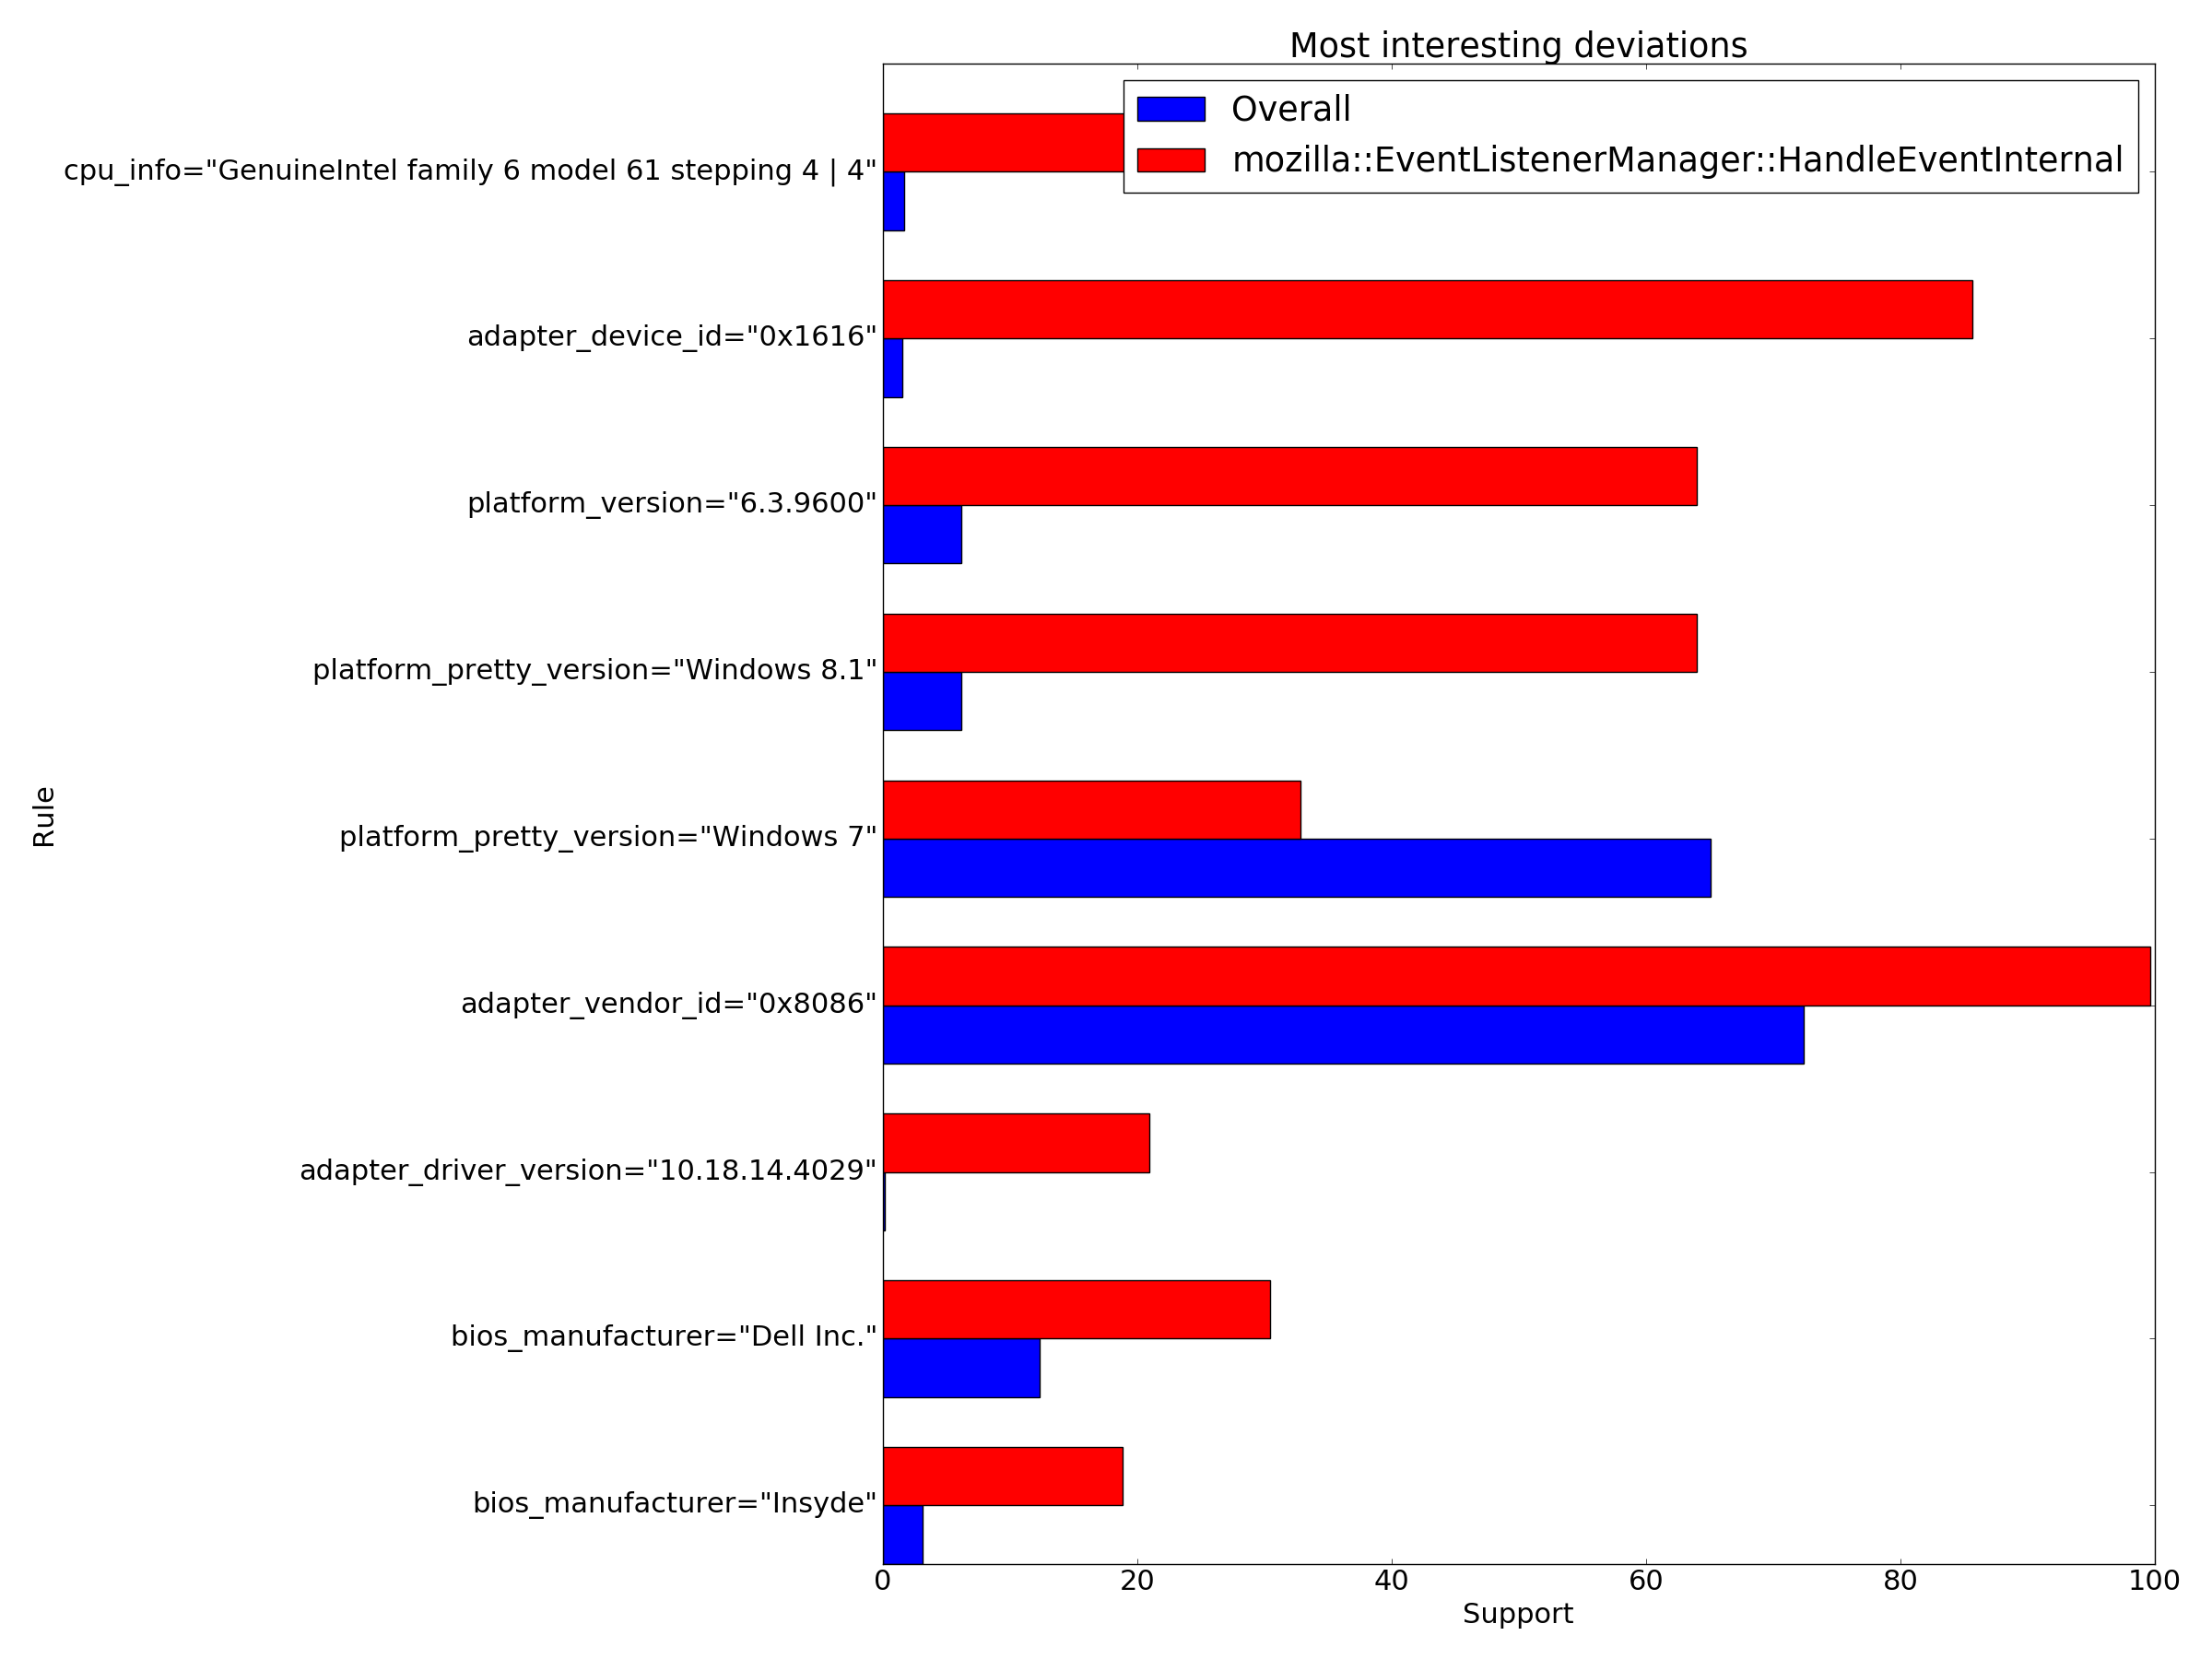 Most interesting deviations
Overall
mozilla::EventListenerManager::HandleEventInternal
cpu_info="GenuineIntel family 6 model 61 stepping 4 | 4"
adapter_device_id="0x1616"
platform_version="6.3.9600"
platform_pretty_version="Windows 8.1"
Rule
platform_pretty_version="Windows 7"
adapter_vendor_id="0x8086"
adapter_driver_version="10.18.14.4029"
bios_manufacturer="Dell Inc."
bios_manufacturer="Insyde"
0 20 40 60 80 100
Support